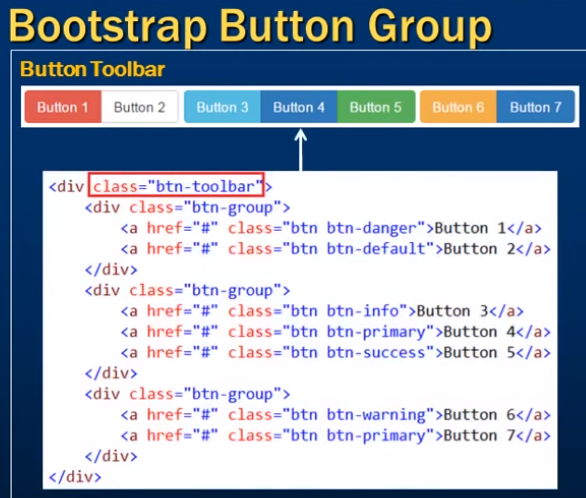 Bootstrap Button Group
Button Toolbar
Button 1 Button 2 Button 3 Button 4 Button 5 Button 6 Button 7
<div class="btn-toolbar">
    <div class="btn-group">
        <a href="#" class="btn btn-danger">Button 1</a>
        <a href="#" class="btn btn-default">Button 2</a>
    </div>
    <div class="btn-group">
        <a href="#" class="btn btn-info">Button 3</a>
        <a href="#" class="btn btn-primary">Button 4</a>
        <a href="#" class="btn btn-success">Button 5</a>
    </div>
    <div class="btn-group">
        <a href="#" class="btn btn-warning">Button 6</a>
        <a href="#" class="btn btn-primary">Button 7</a>
    </div>
</div>